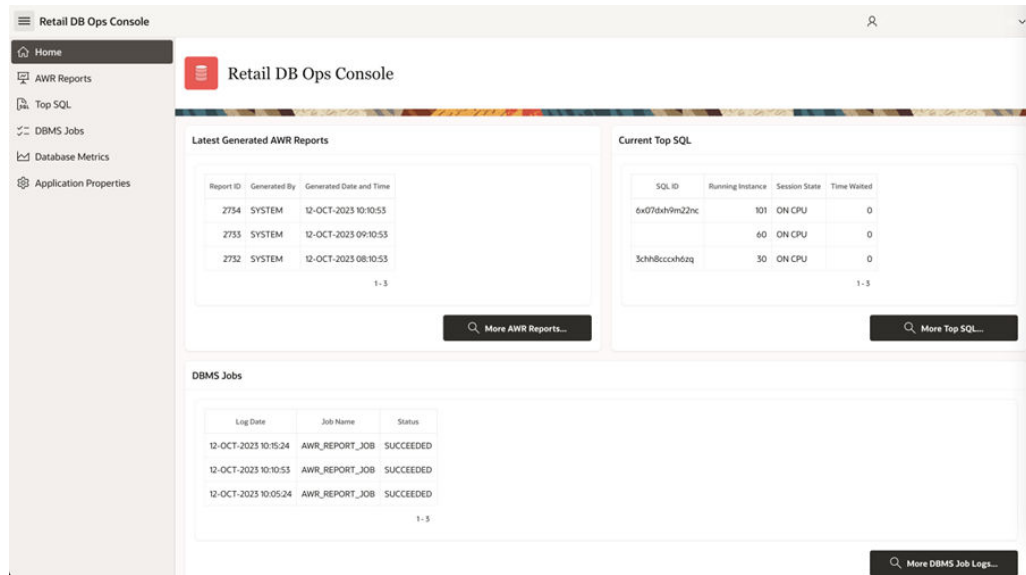 Retail DB Ops Console
Home
AWR Reports
Top SQL
DBMS Jobs
Database Metrics
Application Properties
Retail DB Ops Console
Latest Generated AWR Reports
Report ID Generated By Generated Date and Time
2734 SYSTEM 12-OCT-2023 10:10:53
2733 SYSTEM 12-OCT-2023 09:10:53
2732 SYSTEM 12-OCT-2023 08:10:53
1 - 3
More AWR Reports...
Current Top SQL
SQL ID Running Instance Session State Time Waited
6x07dxh9m22nc 101 ON CPU 0
60 ON CPU 0
3chh8cccxh6zq 30 ON CPU 0
1 - 3
More Top SQL...
DBMS Jobs
Log Date Job Name Status
12-OCT-2023 10:15:24 AWR_REPORT_JOB SUCCEEDED
12-OCT-2023 10:10:53 AWR_REPORT_JOB SUCCEEDED
12-OCT-2023 10:05:24 AWR_REPORT_JOB SUCCEEDED
1 - 3
More DBMS Job Logs...